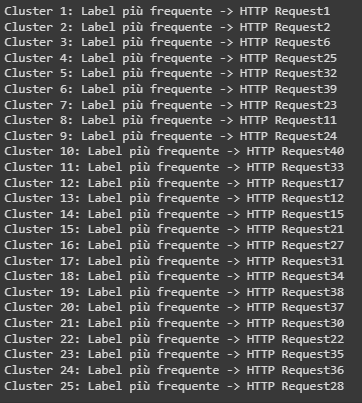 Cluster 1: Label più frequente -> HTTP Request1
Cluster 2: Label più frequente -> HTTP Request2
Cluster 3: Label più frequente -> HTTP Request6
Cluster 4: Label più frequente -> HTTP Request25
Cluster 5: Label più frequente -> HTTP Request32
Cluster 6: Label più frequente -> HTTP Request39
Cluster 7: Label più frequente -> HTTP Request23
Cluster 8: Label più frequente -> HTTP Request11
Cluster 9: Label più frequente -> HTTP Request24
Cluster 10: Label più frequente -> HTTP Request40
Cluster 11: Label più frequente -> HTTP Request33
Cluster 12: Label più frequente -> HTTP Request17
Cluster 13: Label più frequente -> HTTP Request12
Cluster 14: Label più frequente -> HTTP Request15
Cluster 15: Label più frequente -> HTTP Request21
Cluster 16: Label più frequente -> HTTP Request27
Cluster 17: Label più frequente -> HTTP Request31
Cluster 18: Label più frequente -> HTTP Request34
Cluster 19: Label più frequente -> HTTP Request38
Cluster 20: Label più frequente -> HTTP Request37
Cluster 21: Label più frequente -> HTTP Request30
Cluster 22: Label più frequente -> HTTP Request22
Cluster 23: Label più frequente -> HTTP Request35
Cluster 24: Label più frequente -> HTTP Request36
Cluster 25: Label più frequente -> HTTP Request28